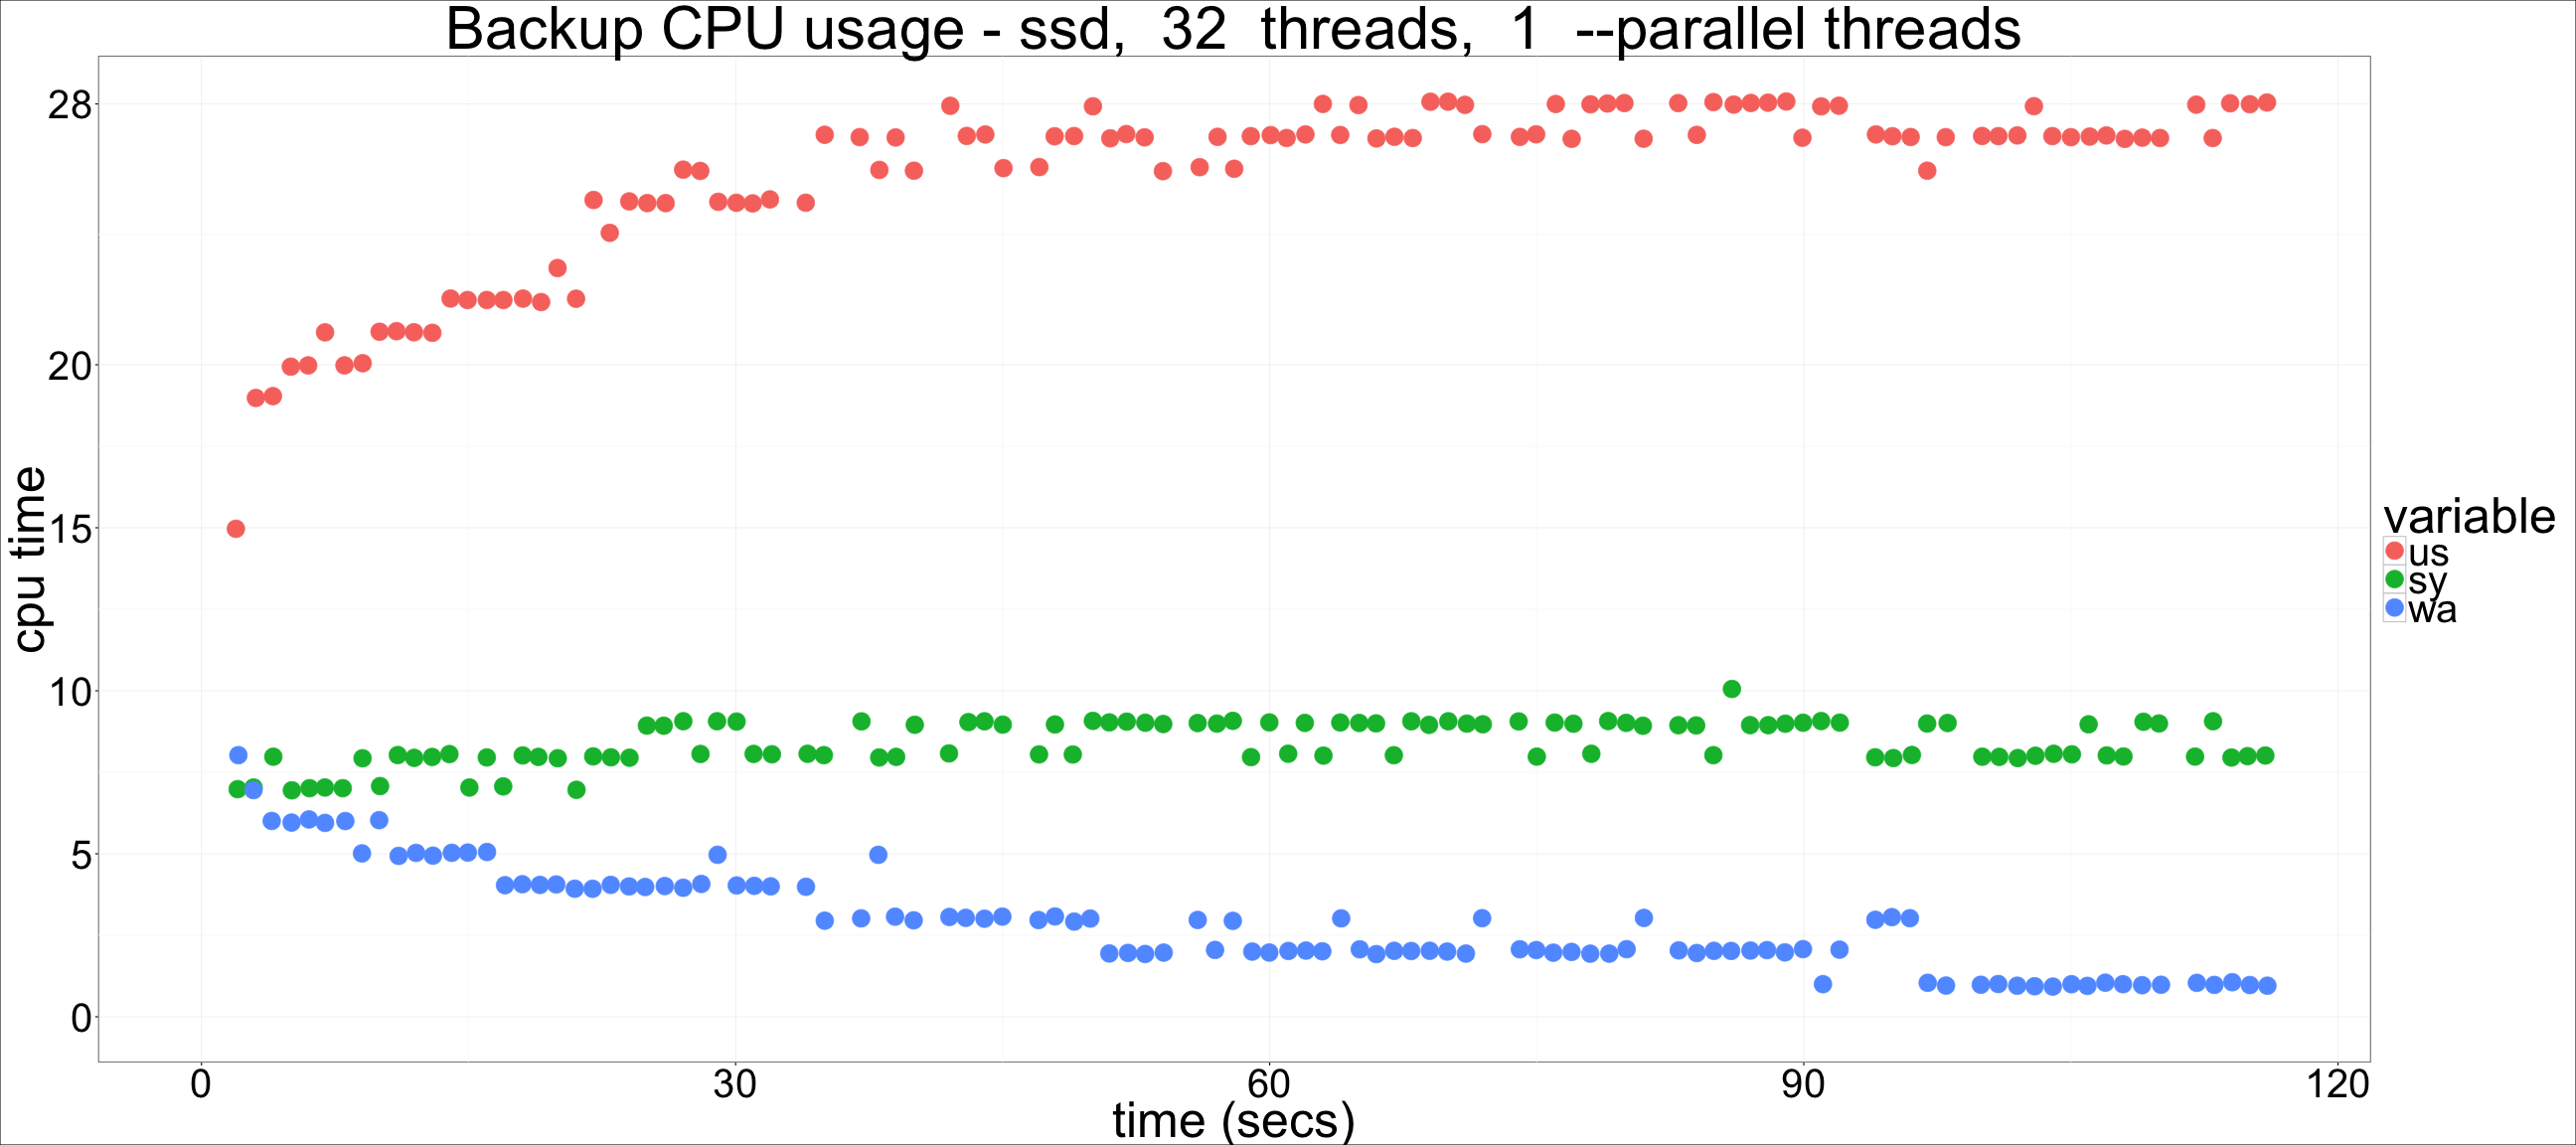 Backup CPU usage - ssd,  32  threads,  1  --parallel threads
28
20
15
10
5
0
cpu time
0 30 60 90 120
time (secs)
variable
us
sy
wa